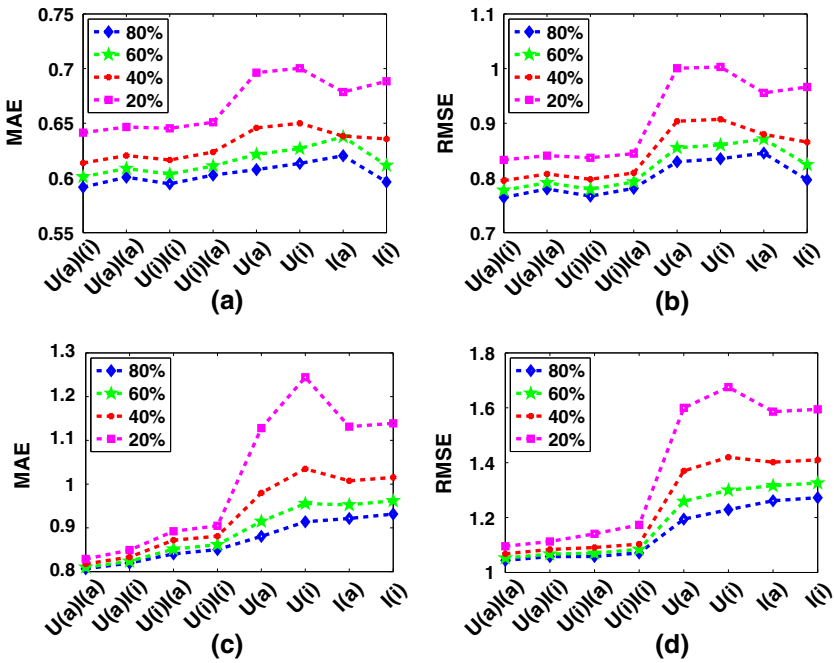 0.75
0.7
0.65
0.6
0.55
MAE
80%
60%
40%
20%
U(a)I(i)
U(a)I(a)
U(i)I(i)
U(i)I(a)
U(a)
U(i)
I(a)
I(i)
(a)
1.1
1
0.9
0.8
0.7
RMSE
80%
60%
40%
20%
U(a)I(i)
U(a)I(a)
U(i)I(i)
U(i)I(a)
U(a)
U(i)
I(a)
I(i)
(b)
1.3
1.2
1.1
1
0.9
0.8
MAE
80%
60%
40%
20%
U(a)I(a)
U(a)I(i)
U(i)I(a)
U(i)I(i)
U(a)
U(i)
I(a)
I(i)
(c)
1.8
1.6
1.4
1.2
1
RMSE
80%
60%
40%
20%
U(a)I(a)
U(a)I(i)
U(i)I(a)
U(i)I(i)
U(a)
U(i)
I(a)
I(i)
(d)